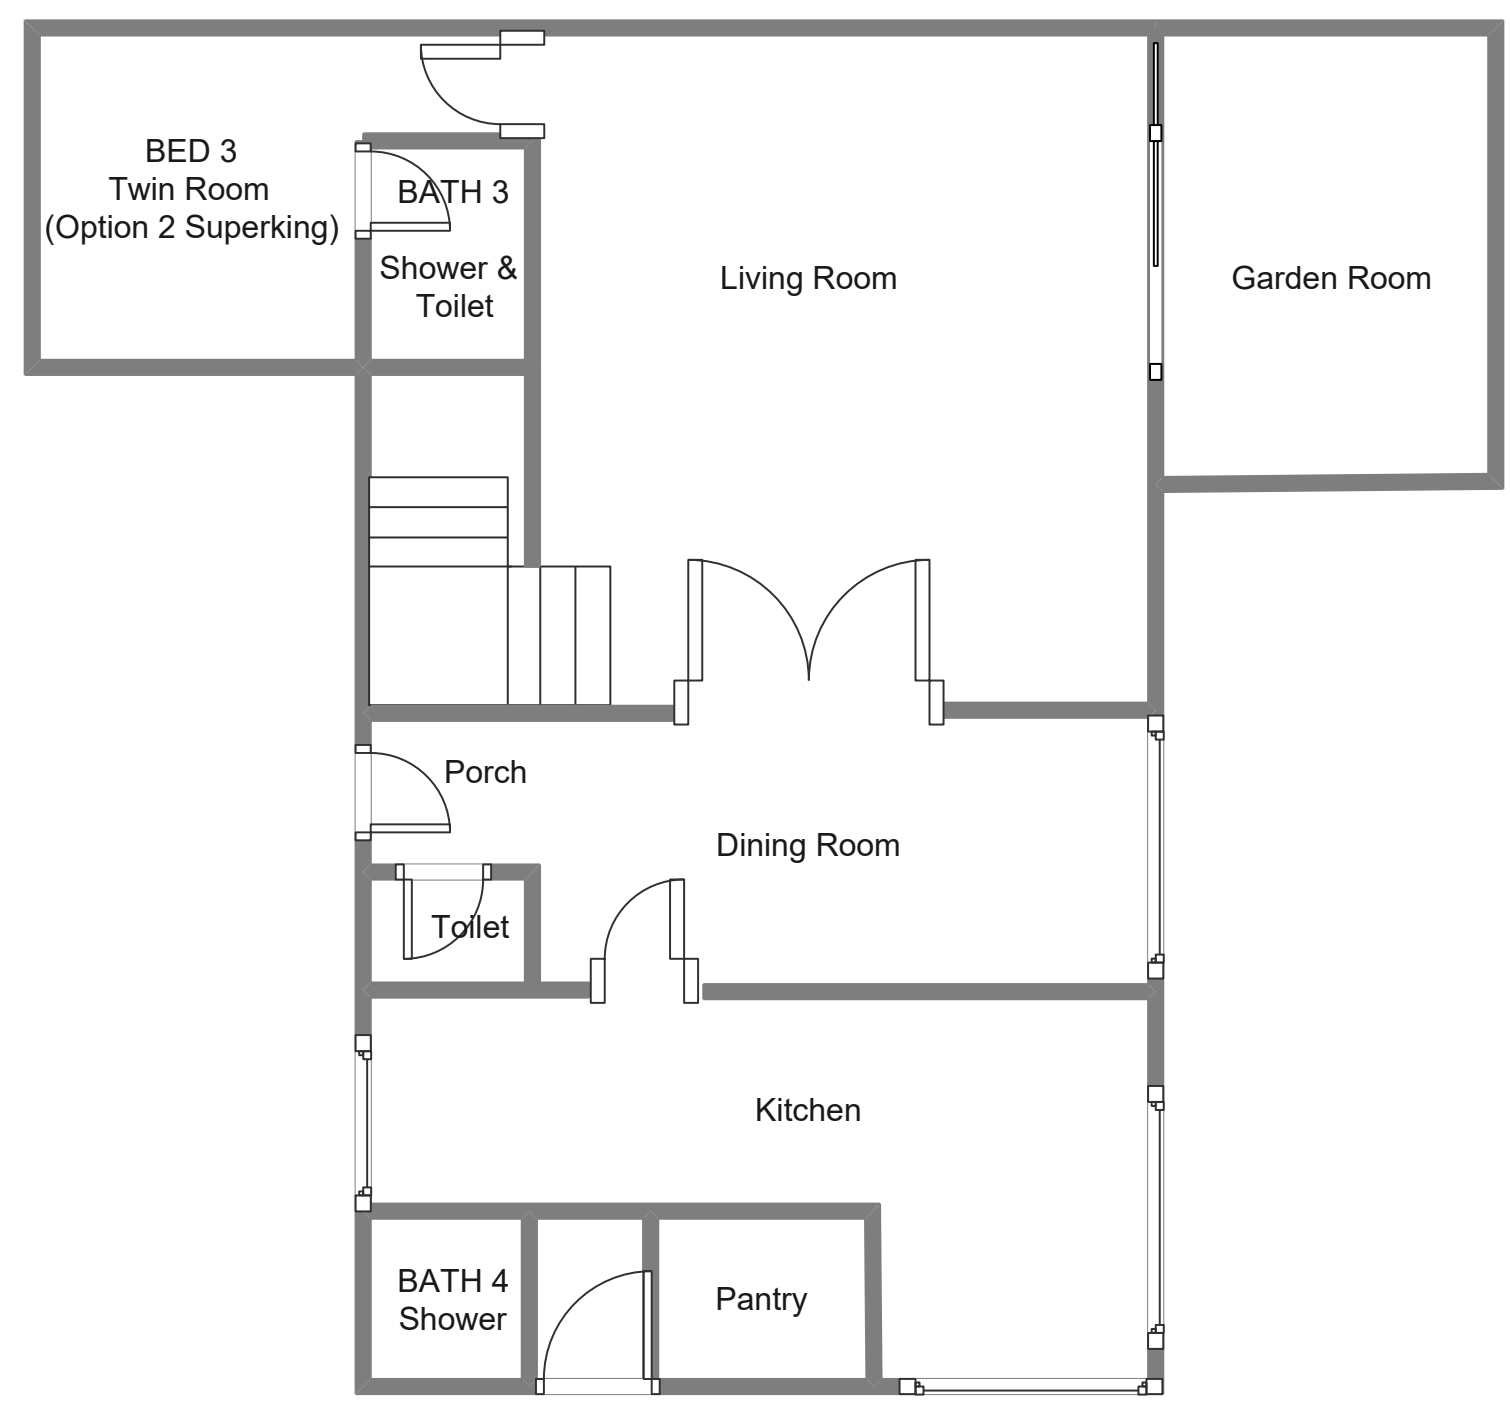 BED 3
Twin Room
(Option 2 Superking)
BATH 3
Shower &
Toilet
Living Room
Garden Room
Porch
Dining Room
Toilet
Kitchen
BATH 4
Shower
Pantry